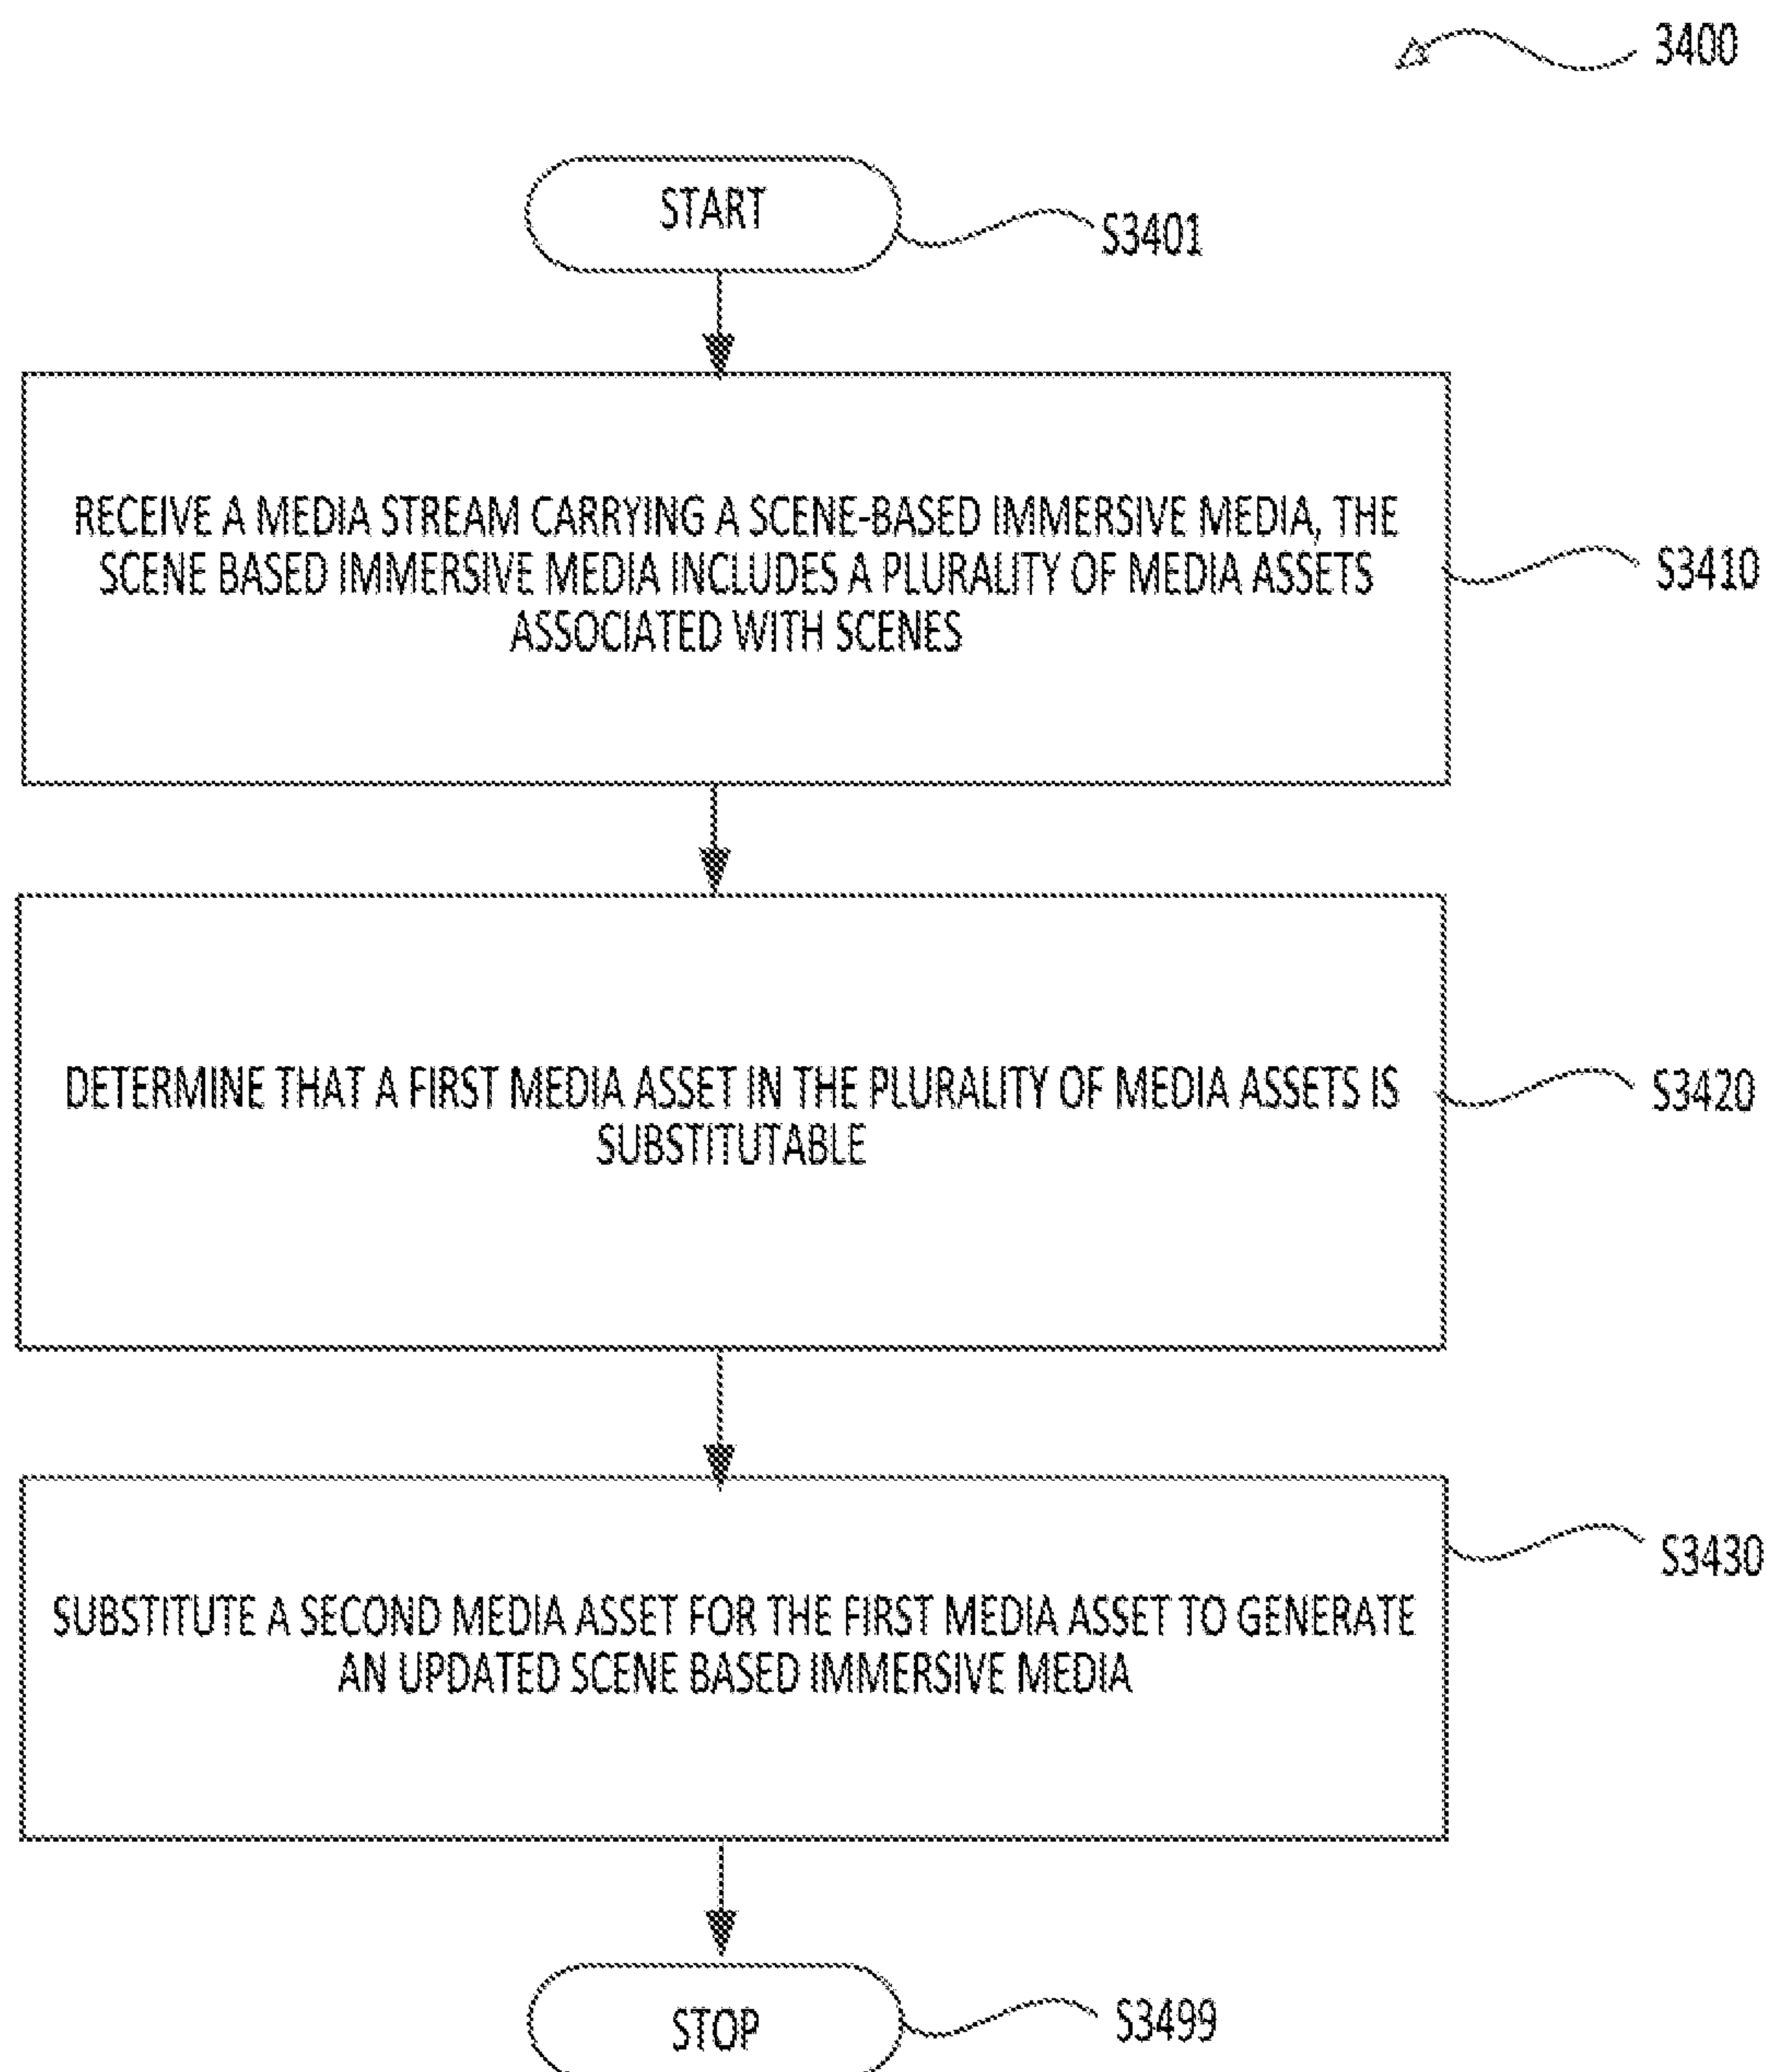 3400
START
S3401
RECEIVE A MEDIA STREAM CARRYING A SCENE-BASED IMMERSIVE MEDIA, THE
SCENE BASED IMMERSIVE MEDIA INCLUDES A PLURALITY OF MEDIA ASSETS
ASSOCIATED WITH SCENES
S3410
DETERMINE THAT A FIRST MEDIA ASSET IN THE PLURALITY OF MEDIA ASSETS IS
SUBSTITUTABLE
S3420
SUBSTITUTE A SECOND MEDIA ASSET FOR THE FIRST MEDIA ASSET TO GENERATE
AN UPDATED SCENE BASED IMMERSIVE MEDIA
S3430
STOP
S3499